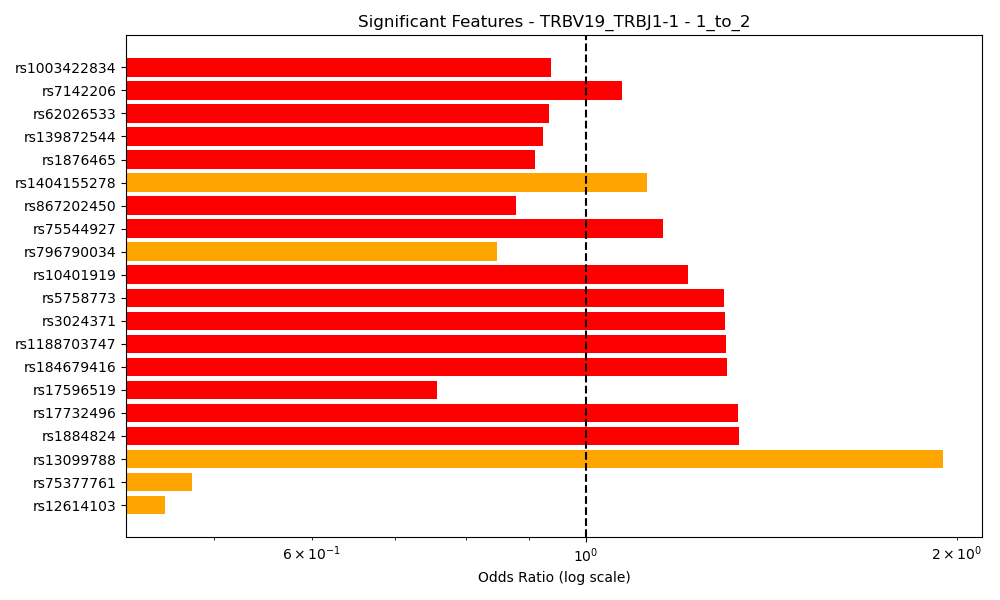 Significant Features - TRBV19_TRBJ1-1 - 1_to_2
rs1003422834
rs7142206
rs62026533
rs139872544
rs1876465
rs1404155278
rs867202450
rs75544927
rs796790034
rs10401919
rs5758773
rs3024371
rs1188703747
rs184679416
rs17596519
rs17732496
rs1884824
rs13099788
rs75377761
rs12614103
6 × 10⁻¹ 10⁰ 2 × 10⁰
Odds Ratio (log scale)